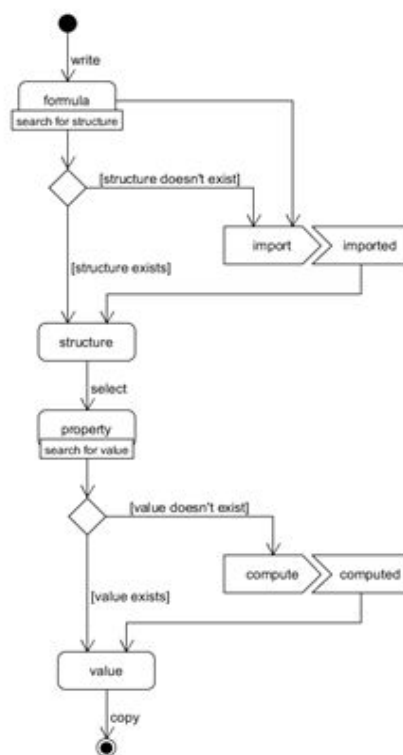 write
formula
search for structure
[structure doesn't exist]
import
imported
[structure exists]
structure
select
property
search for value
[value doesn't exist]
compute
computed
[value exists]
value
copy